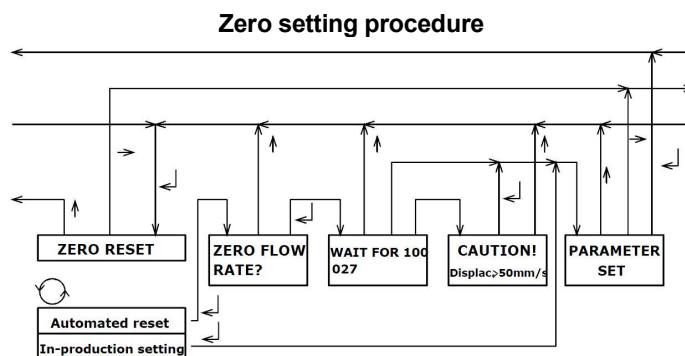 Zero setting procedure
ZERO RESET
ZERO FLOW
RATE?
WAIT FOR 100
027
CAUTION!
Displac>50mm/s
PARAMETER
SET
Automated reset
In-production setting